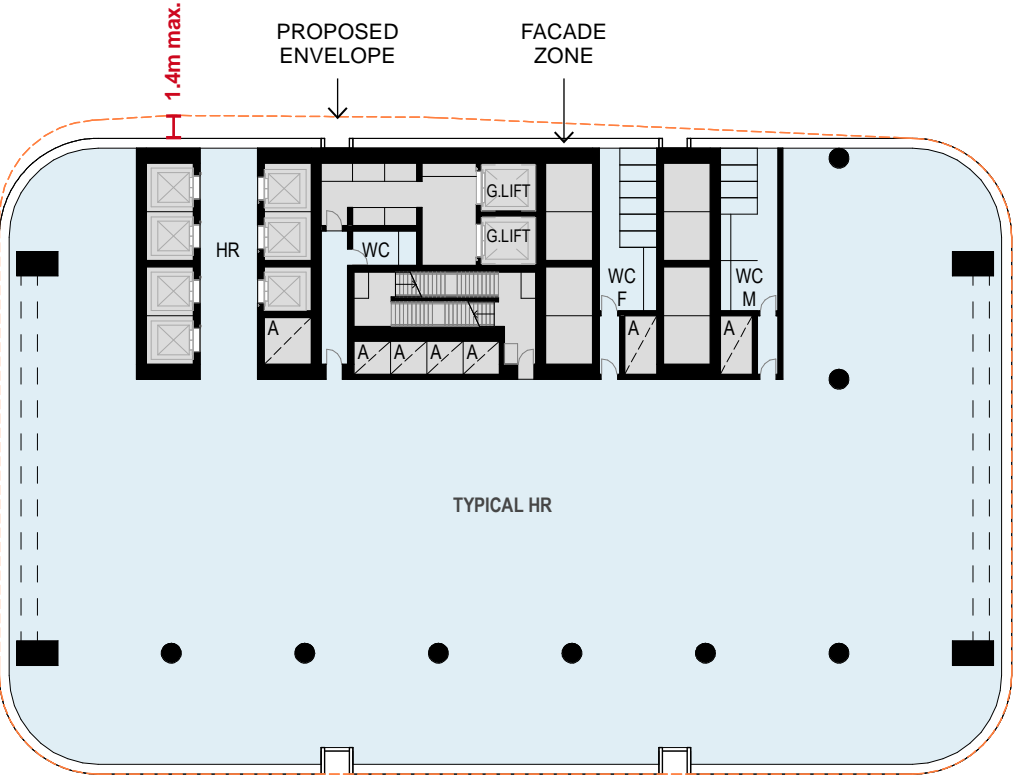 1.4m max.
PROPOSED
ENVELOPE
FACADE
ZONE
G.LIFT
G.LIFT
HR
WC
WC
F
WC
M
A
A
A
A
A
A
A
TYPICAL HR